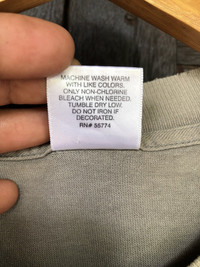 MACHINE WASH WARM
WITH LIKE COLORS.
ONLY NON-CHLORINE
BLEACH WHEN NEEDED.
TUMBLE DRY LOW.
DO NOT IRON IF
DECORATED.
RN# 55774